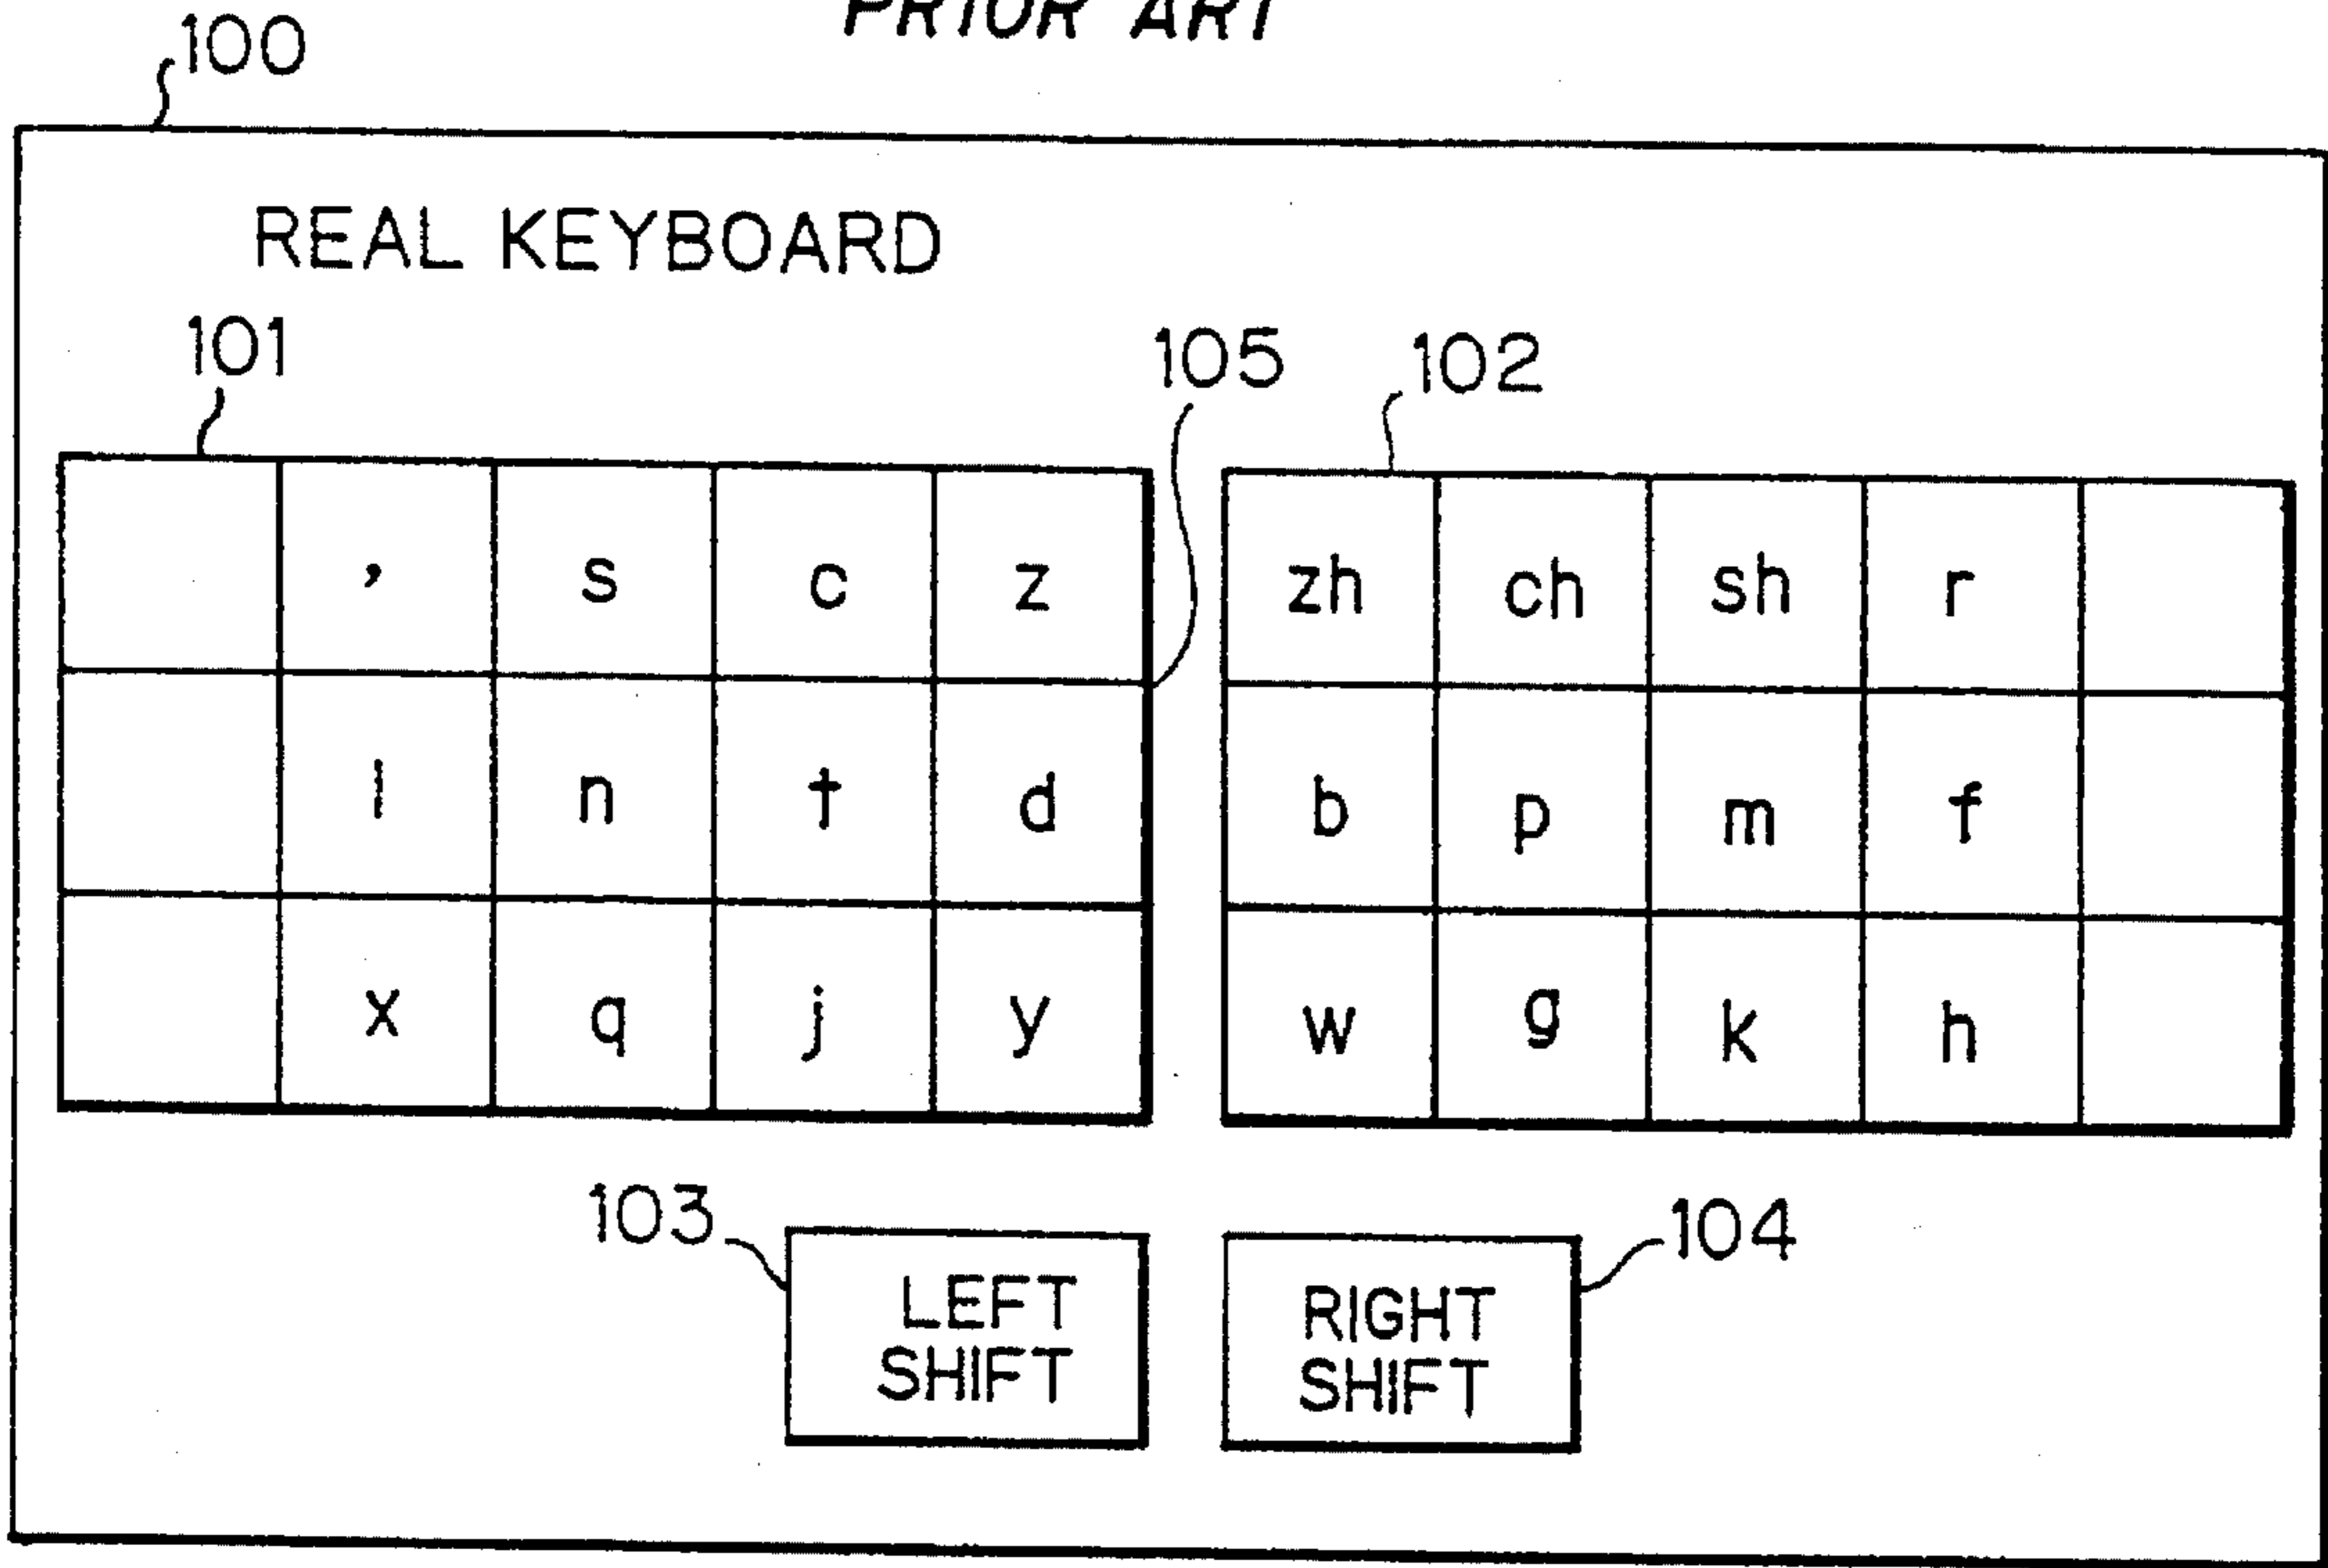 PRIOR ART
100
REAL KEYBOARD
101
105
102
, s c z zh ch sh r
l n t d b p m f
x q j y w g k h
103
LEFT
SHIFT
RIGHT
SHIFT
104